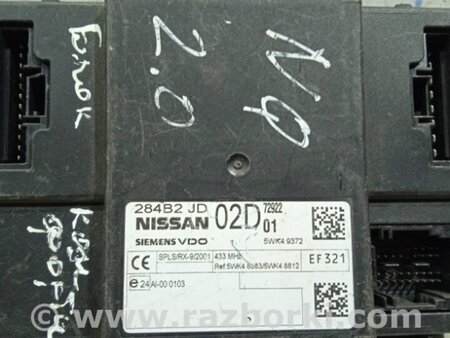 Блок
2.0
284B2 JD
NISSAN
02D
72922
01
SIEMENS VDO
5WK4 9372
CE
SPLS/RX-9/2001
433 MHz
Ref.:5WK4 8583/5WK4 8812
EF321
e24
AI-00 0103
www.razborki.com